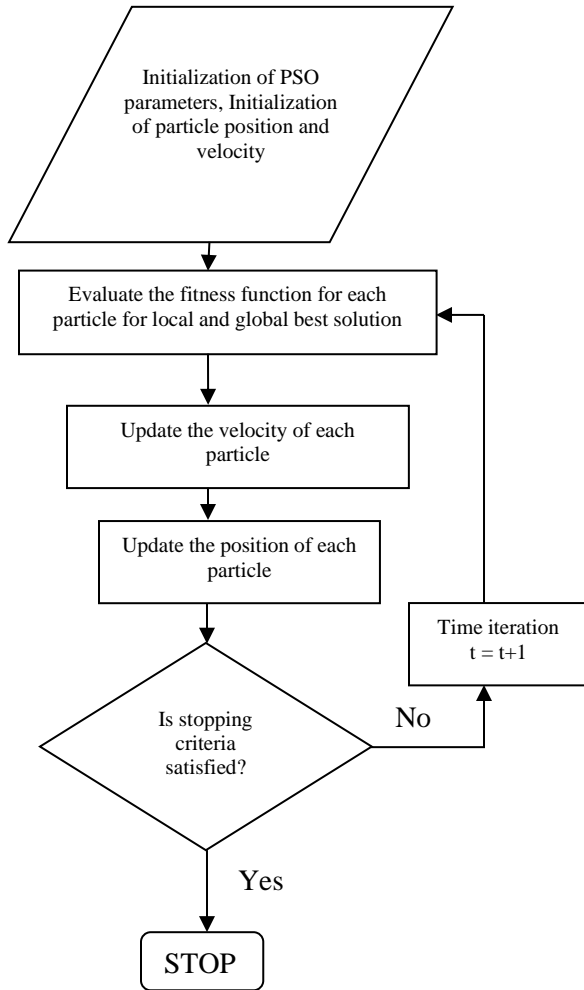 Initialization of PSO
parameters, Initialization
of particle position and
velocity
Evaluate the fitness function for each
particle for local and global best solution
Update the velocity of each
particle
Update the position of each
particle
Time iteration
t = t+1
Is stopping
criteria
satisfied?
No
Yes
STOP